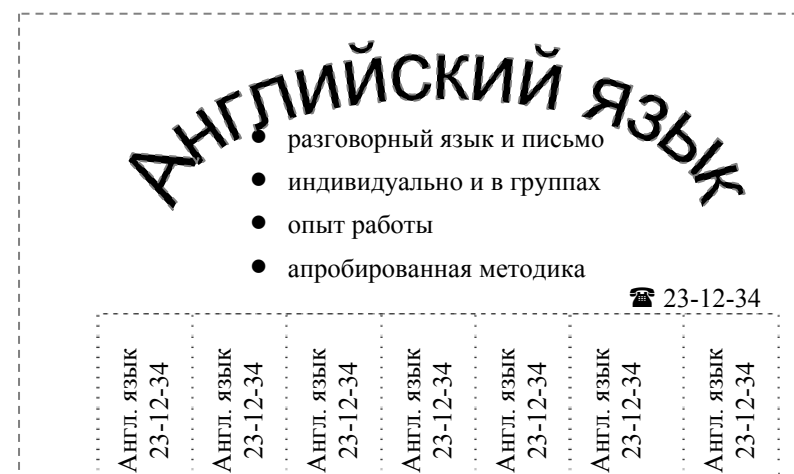 Английский язык
● разговорный язык и письмо
● индивидуально и в группах
● опыт работы
● апробированная методика
☎ 23-12-34
Англ. язык
23-12-34
Англ. язык
23-12-34
Англ. язык
23-12-34
Англ. язык
23-12-34
Англ. язык
23-12-34
Англ. язык
23-12-34
Англ. язык
23-12-34